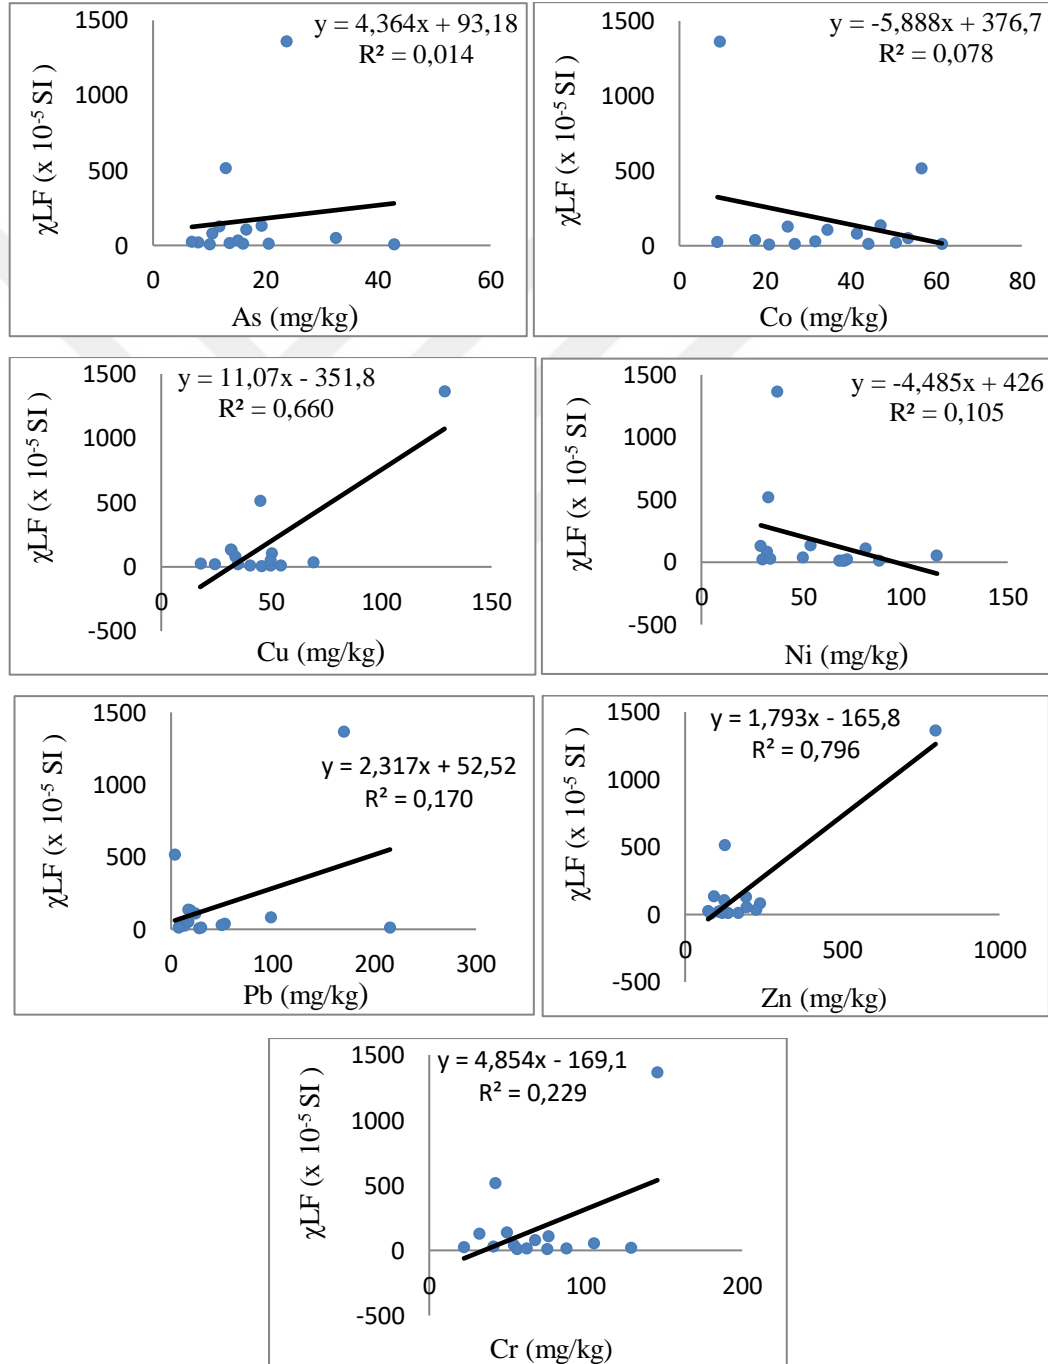 y = 4,364x + 93,18
R² = 0,014
1500
1000
500
0
0 20 40 60
χLF ( x 10⁻⁵ SI )
As (mg/kg)
y = -5,888x + 376,7
R² = 0,078
1500
1000
500
0
0 20 40 60 80
χLF ( x 10⁻⁵ SI )
Co (mg/kg)
y = 11,07x - 351,8
R² = 0,660
1500
1000
500
0
-500
0 50 100 150
χLF ( x 10⁻⁵ SI )
Cu (mg/kg)
y = -4,485x + 426
R² = 0,105
1500
1000
500
0
-500
0 50 100 150
χLF ( x 10⁻⁵ SI )
Ni (mg/kg)
y = 2,317x + 52,52
R² = 0,170
1500
1000
500
0
0 100 200 300
χLF ( x 10⁻⁵ SI )
Pb (mg/kg)
y = 1,793x - 165,8
R² = 0,796
1500
1000
500
0
-500
0 500 1000
χLF ( x 10⁻⁵ SI )
Zn (mg/kg)
y = 4,854x - 169,1
R² = 0,229
1500
1000
500
0
-500
0 100 200
χLF ( x 10⁻⁵ SI )
Cr (mg/kg)